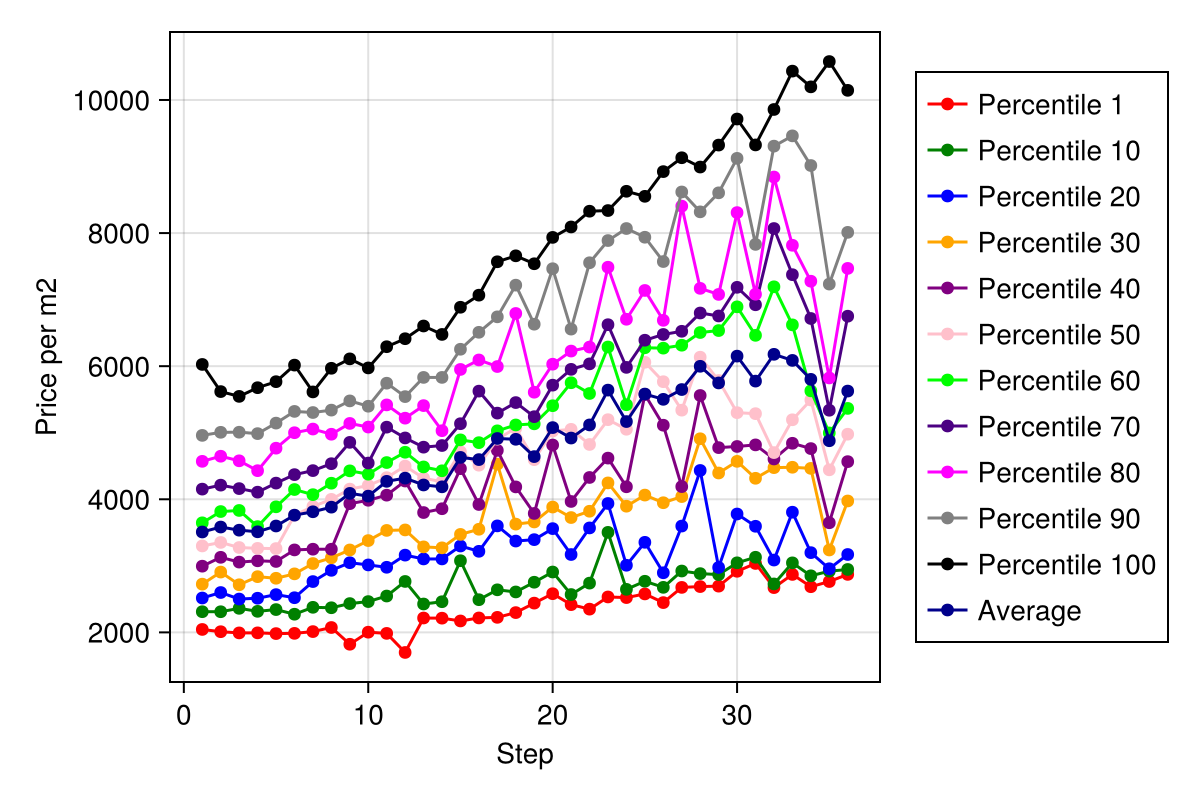 10000
8000
6000
4000
2000
Price per m2
0
10
20
30
Step
Percentile 1
Percentile 10
Percentile 20
Percentile 30
Percentile 40
Percentile 50
Percentile 60
Percentile 70
Percentile 80
Percentile 90
Percentile 100
Average